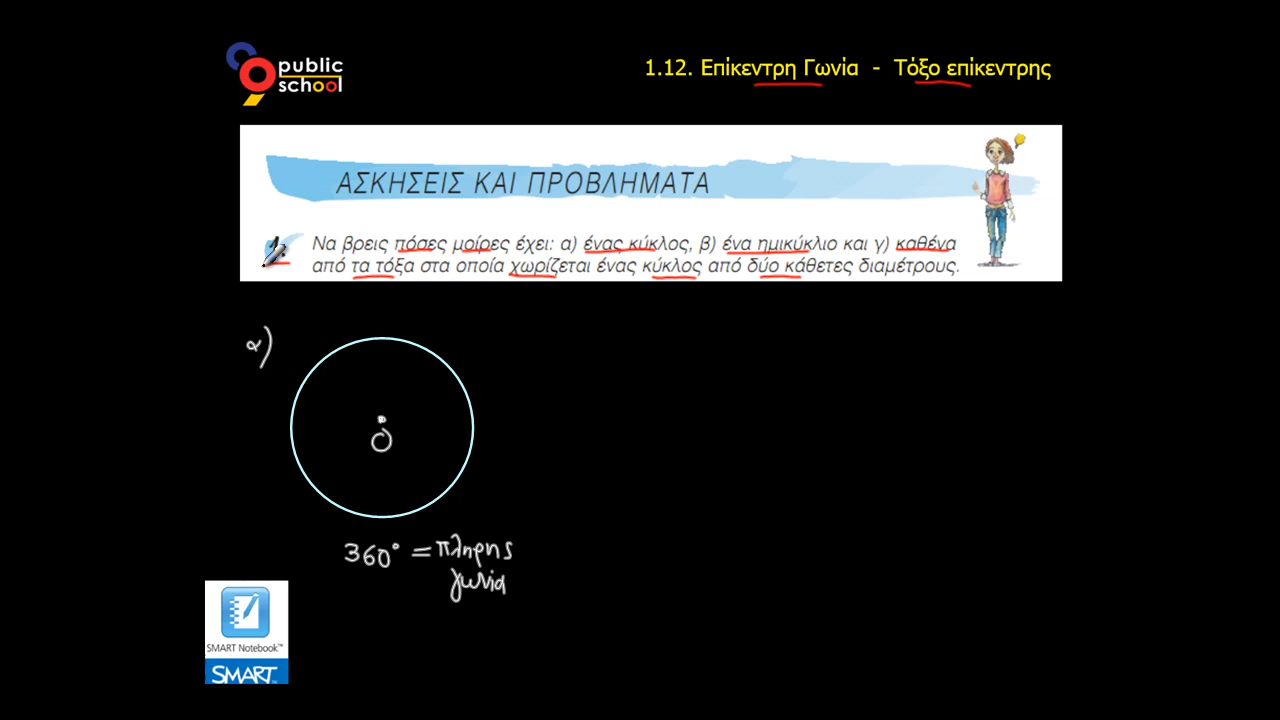 public
school
1.12. Επίκεντρη Γωνία - Τόξο επίκεντρης
ΑΣΚΗΣΕΙΣ ΚΑΙ ΠΡΟΒΛΗΜΑΤΑ
Να βρεις πόσες μοίρες έχει: α) ένας κύκλος, β) ένα ημικύκλιο και γ) καθένα
από τα τόξα στα οποία χωρίζεται ένας κύκλος από δύο κάθετες διαμέτρους.
α)
Ο
360° = πληρης
γωνία
SMART Notebook™
SMART